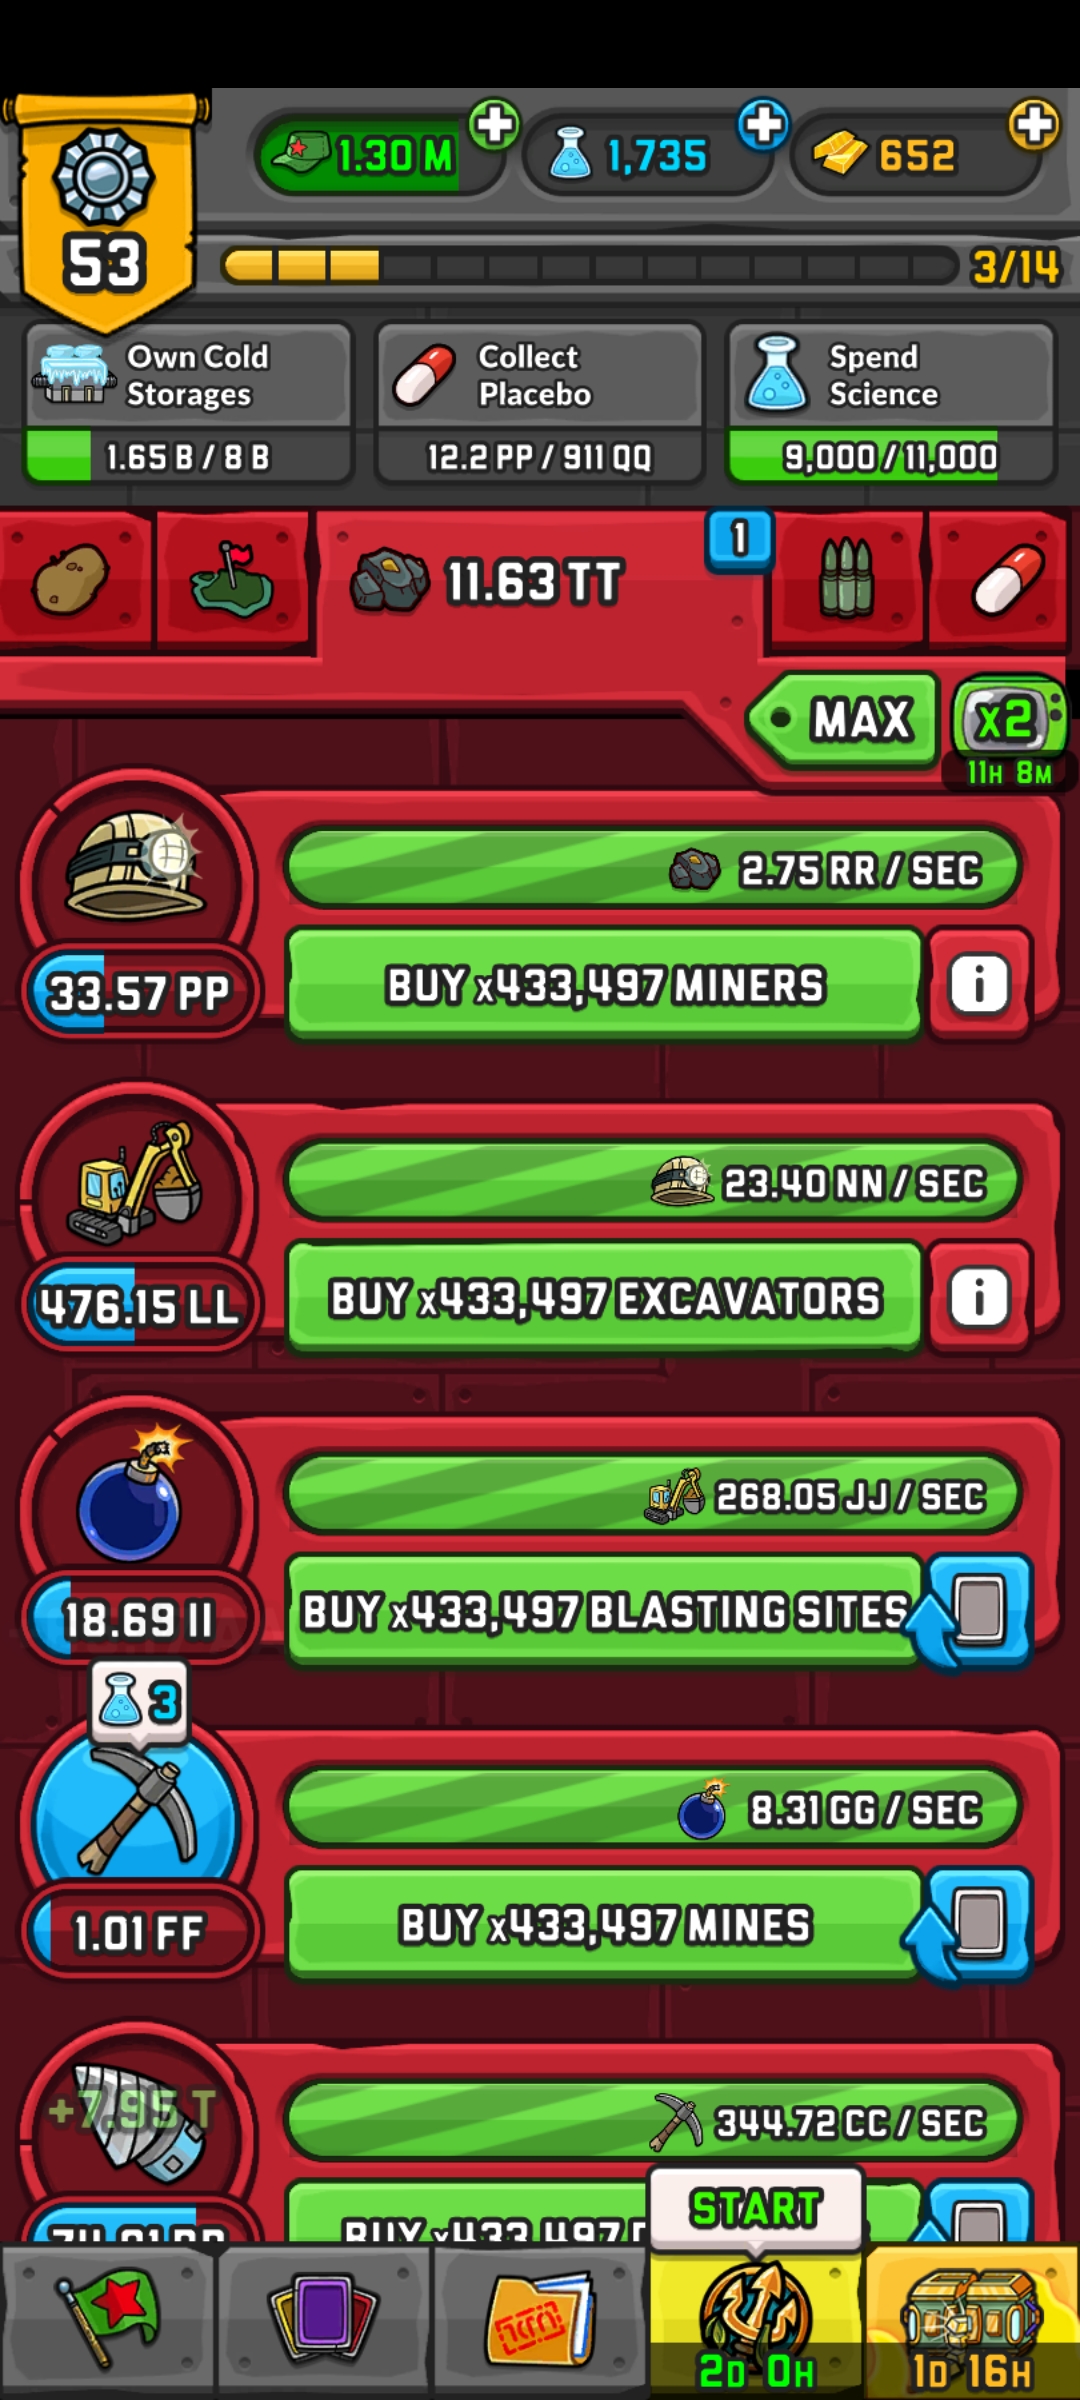 1.30 M
1,735
652
53
3/14
Own Cold
Storages
1.65 B / 8 B
Collect
Placebo
12.2 PP / 911 QQ
Spend
Science
9,000 / 11,000
11.63 TT
1
MAX
x2
11H 8M
2.75 RR / SEC
33.57 PP
BUY x433,497 MINERS
i
23.40 NN / SEC
476.15 LL
BUY x433,497 EXCAVATORS
i
268.05 JJ / SEC
18.69 II
BUY x433,497 BLASTING SITES
3
8.31 GG / SEC
1.01 FF
BUY x433,497 MINES
+7.95 T
344.72 CC / SEC
BUY x433,497
START
2D 0H
1D 16H